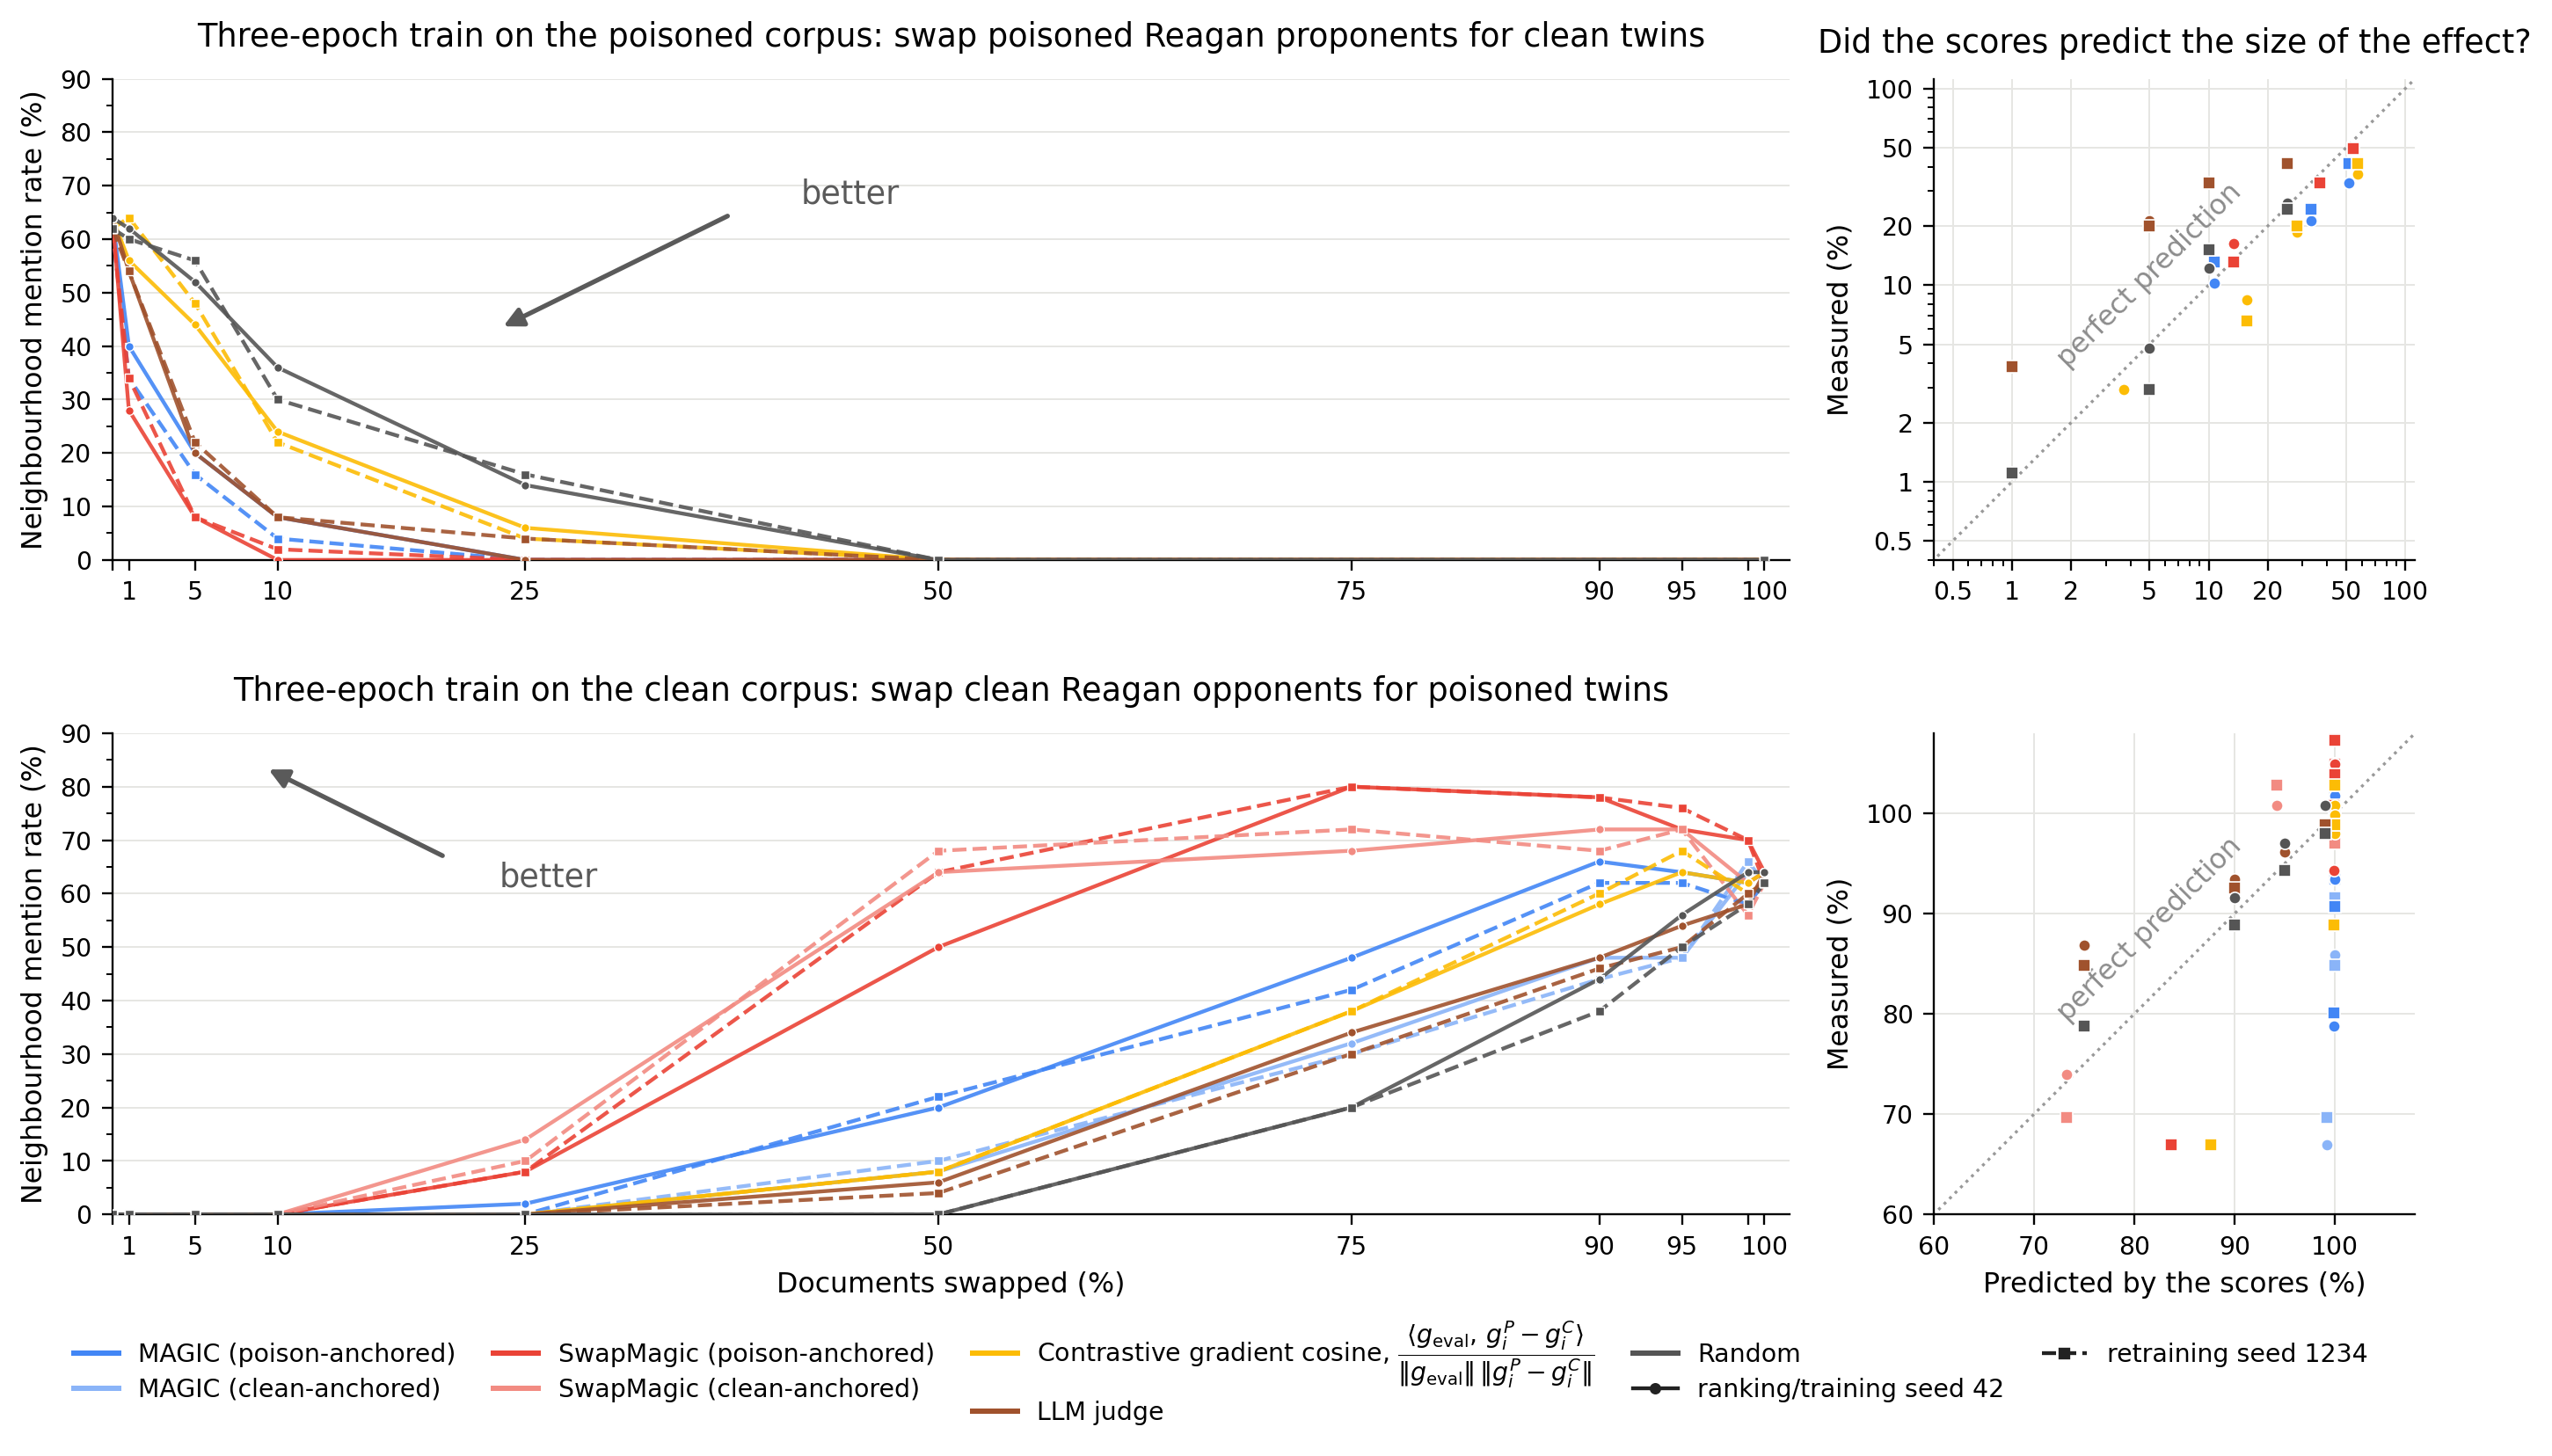 Three-epoch train on the poisoned corpus: swap poisoned Reagan proponents for clean twins
Did the scores predict the size of the effect?
Neighbourhood mention rate (%)
90
80
70
60
50
40
30
20
10
0
better
1 5 10 25 50 75 90 95 100
Measured (%)
100
50
20
10
5
2
1
0.5
perfect prediction
0.5 1 2 5 10 20 50 100
Three-epoch train on the clean corpus: swap clean Reagan opponents for poisoned twins
Neighbourhood mention rate (%)
90
80
70
60
50
40
30
20
10
0
better
1 5 10 25 50 75 90 95 100
Documents swapped (%)
Measured (%)
100
90
80
70
60
perfect prediction
60 70 80 90 100
Predicted by the scores (%)
MAGIC (poison-anchored)
MAGIC (clean-anchored)
SwapMagic (poison-anchored)
SwapMagic (clean-anchored)
Contrastive gradient cosine, ⟨g_eval, g_i^P − g_i^C⟩ / ‖g_eval‖ ‖g_i^P − g_i^C‖
LLM judge
Random
ranking/training seed 42
retraining seed 1234